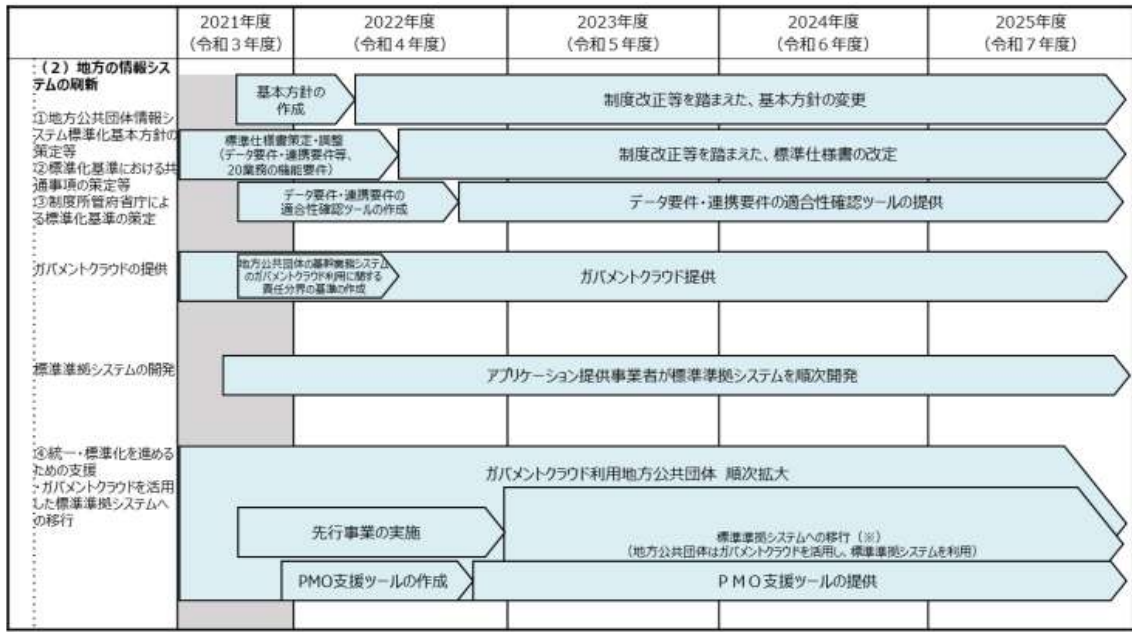 2021年度
(令和3年度)
2022年度
(令和4年度)
2023年度
(令和5年度)
2024年度
(令和6年度)
2025年度
(令和7年度)
(2)地方の情報シス
テムの刷新
①地方公共団体情報シ
ステム標準化基本方針の
策定等
②標準化基準における共
通事項の策定等
③制度所管府省庁によ
る標準化基準の策定
基本方針の
作成
制度改正等を踏まえた、基本方針の変更
標準仕様書策定・調整
(データ要件・連携要件等、
20業務の機能要件)
制度改正等を踏まえた、標準仕様書の改定
データ要件・連携要件の
適合性確認ツールの作成
データ要件・連携要件の適合性確認ツールの提供
ガバメントクラウドの提供
地方公共団体の基幹業務システム
のガバメントクラウド利用に関する
責任分界の基準の作成
ガバメントクラウド提供
標準準拠システムの開発
アプリケーション提供事業者が標準準拠システムを順次開発
④統一・標準化を進める
ための支援
・ガバメントクラウドを活用
した標準準拠システムへ
の移行
ガバメントクラウド利用地方公共団体 順次拡大
先行事業の実施
標準準拠システムへの移行(※)
(地方公共団体はガバメントクラウドを活用し、標準準拠システムを利用)
PMO支援ツールの作成
PMO支援ツールの提供